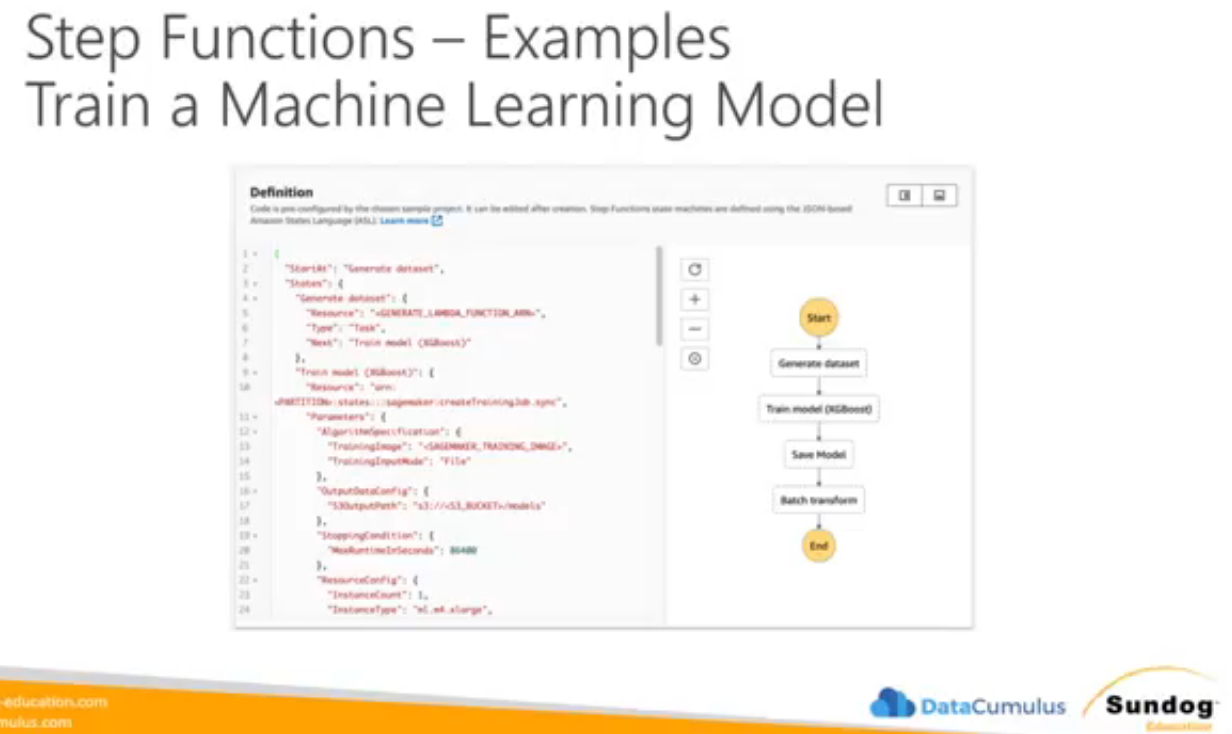 Step Functions – Examples
Train a Machine Learning Model
Definition
Code is pre-configured by the chosen sample project. It can be edited after creation. Step Functions state machines are defined using the JSON-based
Amazon States Language (ASL). Learn more
1 {
2 "StartAt": "Generate dataset",
3 "States": {
4 "Generate dataset": {
5 "Resource": "<GENERATE_LAMBDA_FUNCTION_ARN>",
6 "Type": "Task",
7 "Next": "Train model (XGBoost)"
8 },
9 "Train model (XGBoost)": {
10 "Resource": "arn:
<PARTITION>:states:::sagemaker:createTrainingJob.sync",
11 "Parameters": {
12 "AlgorithmSpecification": {
13 "TrainingImage": "<SAGEMAKER_TRAINING_IMAGE>",
14 "TrainingInputMode": "File"
15 },
16 "OutputDataConfig": {
17 "S3OutputPath": "s3://<S3_BUCKET>/models"
18 },
19 "StoppingCondition": {
20 "MaxRuntimeInSeconds": 86400
21 },
22 "ResourceConfig": {
23 "InstanceCount": 1,
24 "InstanceType": "ml.m4.xlarge",
Start
Generate dataset
Train model (XGBoost)
Save Model
Batch transform
End
-education.com
mulus.com
DataCumulus
Sundog
Education